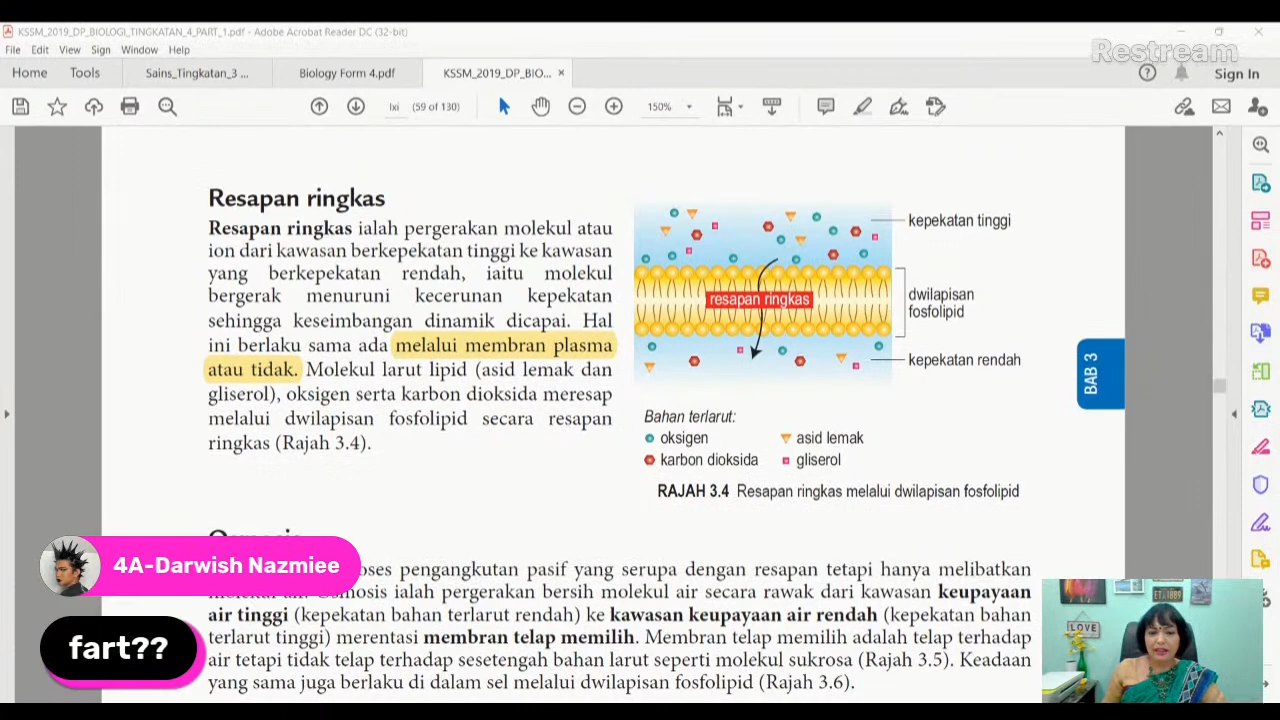 KSSM_2019_DP_BIOLOGI_TINGKATAN_4_PART_1.pdf - Adobe Acrobat Reader DC (32-bit)
File Edit View Sign Window Help
Restream
Home Tools Sains_Tingkatan_3 ... Biology Form 4.pdf KSSM_2019_DP_BIO... × Sign In
lxi (59 of 130) 150%
Resapan ringkas
Resapan ringkas ialah pergerakan molekul atau
ion dari kawasan berkepekatan tinggi ke kawasan
yang berkepekatan rendah, iaitu molekul
bergerak menuruni kecerunan kepekatan
sehingga keseimbangan dinamik dicapai. Hal
ini berlaku sama ada melalui membran plasma
atau tidak. Molekul larut lipid (asid lemak dan
gliserol), oksigen serta karbon dioksida meresap
melalui dwilapisan fosfolipid secara resapan
ringkas (Rajah 3.4).
kepekatan tinggi
resapan ringkas
dwilapisan
fosfolipid
kepekatan rendah
BAB 3
Bahan terlarut:
oksigen asid lemak
karbon dioksida gliserol
RAJAH 3.4 Resapan ringkas melalui dwilapisan fosfolipid
Osmosis
oses pengangkutan pasif yang serupa dengan resapan tetapi hanya melibatkan
molekul air. Osmosis ialah pergerakan bersih molekul air secara rawak dari kawasan keupayaan
air tinggi (kepekatan bahan terlarut rendah) ke kawasan keupayaan air rendah (kepekatan bahan
terlarut tinggi) merentasi membran telap memilih. Membran telap memilih adalah telap terhadap
air tetapi tidak telap terhadap sesetengah bahan larut seperti molekul sukrosa (Rajah 3.5). Keadaan
yang sama juga berlaku di dalam sel melalui dwilapisan fosfolipid (Rajah 3.6).
4A-Darwish Nazmiee
fart??
LOVE